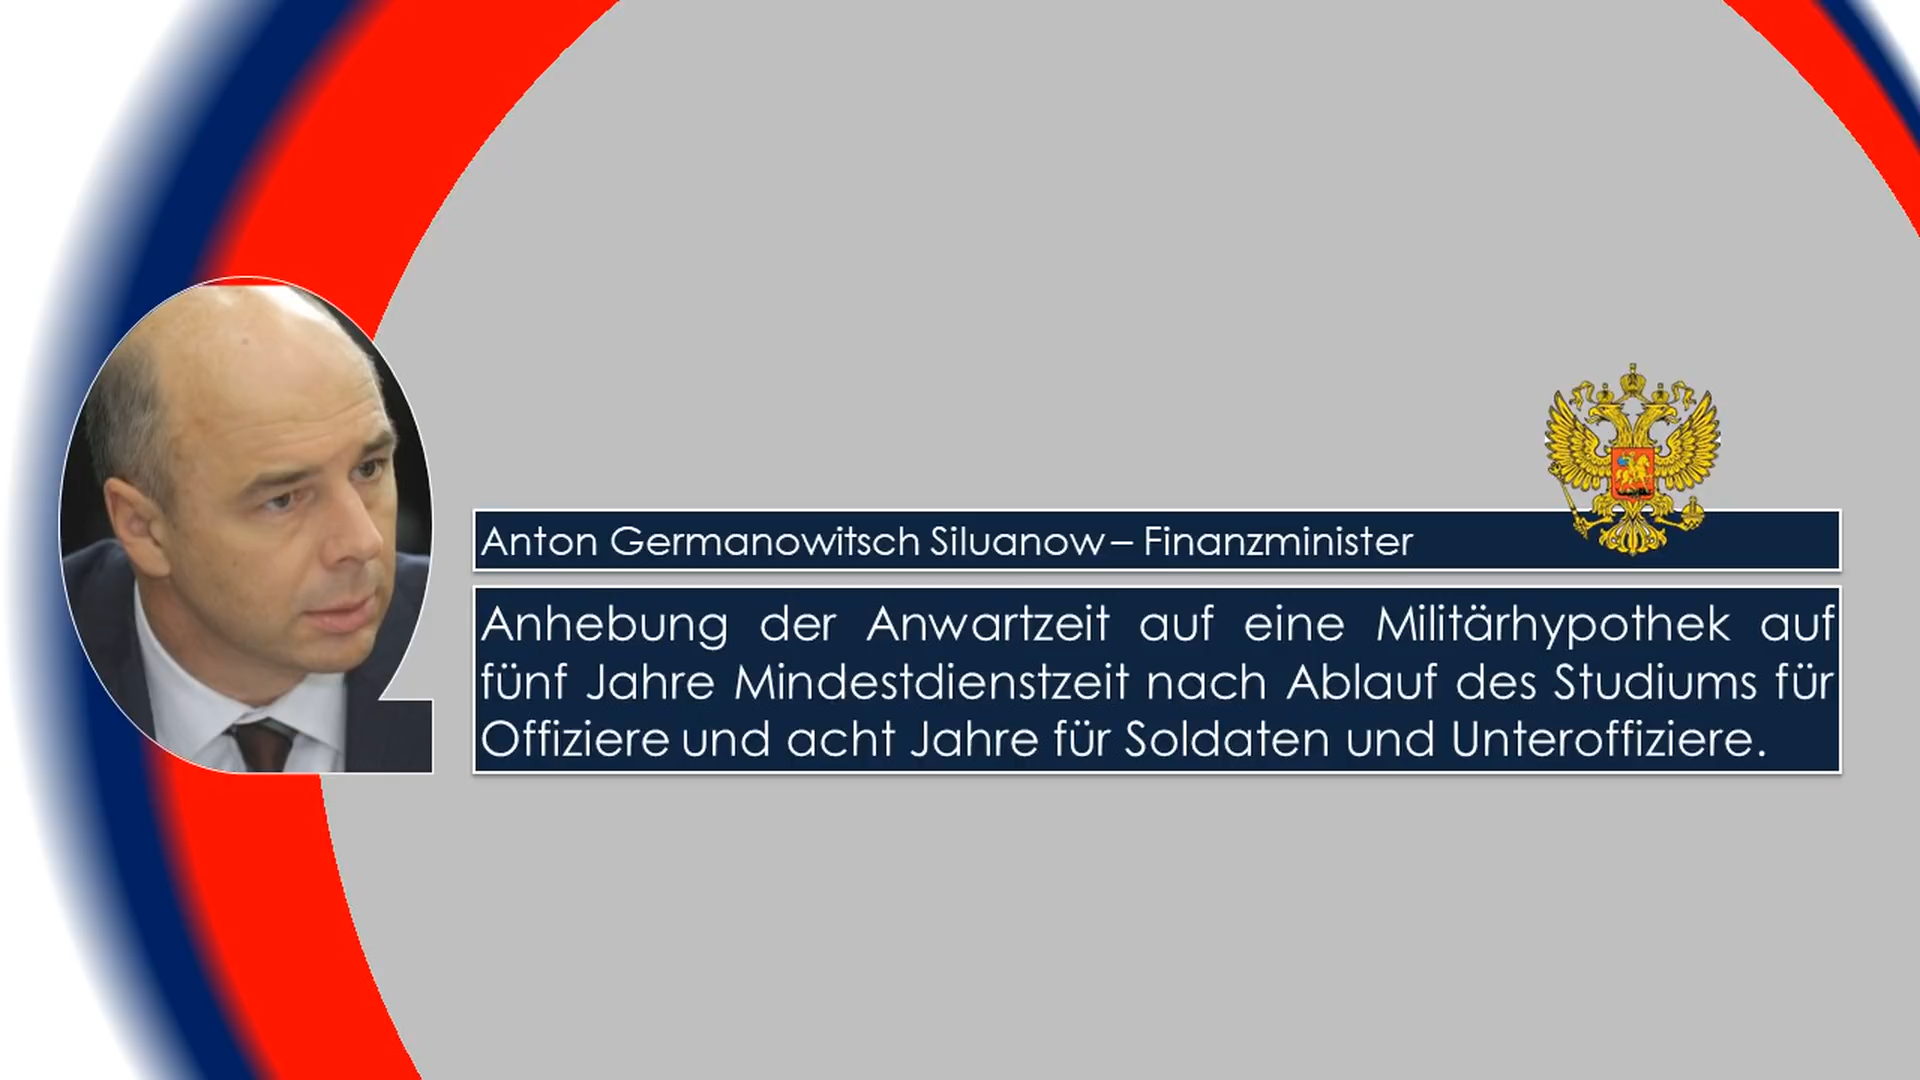 Anton Germanowitsch Siluanow – Finanzminister
Anhebung der Anwartzeit auf eine Militärhypothek auf
fünf Jahre Mindestdienstzeit nach Ablauf des Studiums für
Offiziere und acht Jahre für Soldaten und Unteroffiziere.